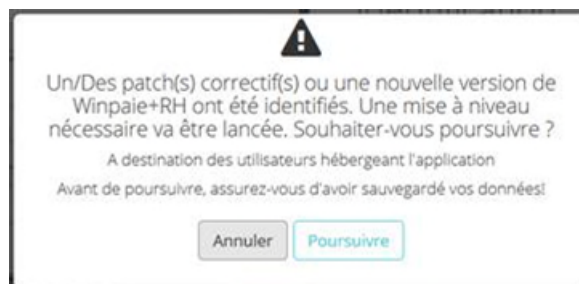 Un/Des patch(s) correctif(s) ou une nouvelle version de
Winpaie+RH ont été identifiés. Une mise à niveau
nécessaire va être lancée. Souhaiter-vous poursuivre ?
A destination des utilisateurs hébergeant l'application
Avant de poursuivre, assurez-vous d'avoir sauvegardé vos données!
Annuler Poursuivre